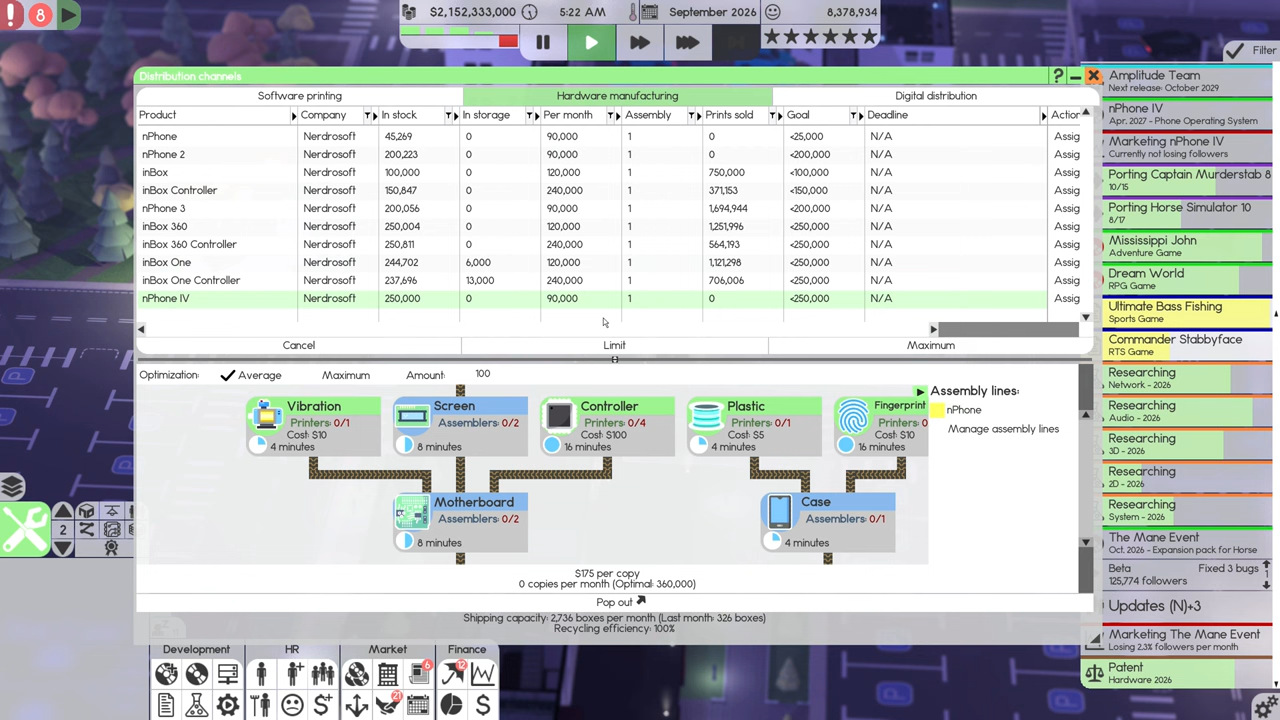 8
$2,152,333,000
5:22 AM
September 2026
8,378,934
Filter
Distribution channels
?
Software printing
Hardware manufacturing
Digital distribution
Product Company In stock In storage Per month Assembly Prints sold Goal Deadline Action
nPhone Nerdrosoft 45,269 0 90,000 1 0 <25,000 N/A Assig
nPhone 2 Nerdrosoft 200,223 0 90,000 1 0 <200,000 N/A Assig
inBox Nerdrosoft 100,000 0 120,000 1 750,000 <100,000 N/A Assig
inBox Controller Nerdrosoft 150,847 0 240,000 1 371,153 <150,000 N/A Assig
nPhone 3 Nerdrosoft 200,056 0 90,000 1 1,694,944 <200,000 N/A Assig
inBox 360 Nerdrosoft 250,004 0 120,000 1 1,251,996 <250,000 N/A Assig
inBox 360 Controller Nerdrosoft 250,811 0 240,000 1 564,193 <250,000 N/A Assig
inBox One Nerdrosoft 244,702 6,000 120,000 1 1,121,298 <250,000 N/A Assig
inBox One Controller Nerdrosoft 237,696 13,000 240,000 1 706,006 <250,000 N/A Assig
nPhone IV Nerdrosoft 250,000 0 90,000 1 0 <250,000 N/A Assig
Cancel
Limit
Maximum
Optimization: Average Maximum Amount: 100
Vibration
Printers: 0/1
Cost: $10
4 minutes
Screen
Assemblers: 0/2
8 minutes
Controller
Printers: 0/4
Cost: $100
16 minutes
Plastic
Printers: 0/1
Cost: $5
4 minutes
Fingerprint
Printers: 0
Cost: $10
16 minutes
Motherboard
Assemblers: 0/2
8 minutes
Case
Assemblers: 0/1
4 minutes
Assembly lines:
nPhone
Manage assembly lines
$175 per copy
0 copies per month (Optimal: 360,000)
Pop out
Shipping capacity: 2,736 boxes per month (Last month: 326 boxes)
Recycling efficiency: 100%
2
Development
HR
Market
Finance
6
12
21
Amplitude Team
Next release: October 2029
nPhone IV
Apr. 2027 - Phone Operating System
Marketing nPhone IV
Currently not losing followers
Porting Captain Murderstab 8
10/15
Porting Horse Simulator 10
8/17
Mississippi John
Adventure Game
Dream World
RPG Game
Ultimate Bass Fishing
Sports Game
Commander Stabbyface
RTS Game
Researching
Network - 2026
Researching
Audio - 2026
Researching
3D - 2026
Researching
2D - 2026
Researching
System - 2026
The Mane Event
Oct. 2026 - Expansion pack for Horse
Beta
Fixed 3 bugs
125,774 followers
1
Updates (N)+3
Marketing The Mane Event
Losing 2.3% followers per month
Patent
Hardware 2026